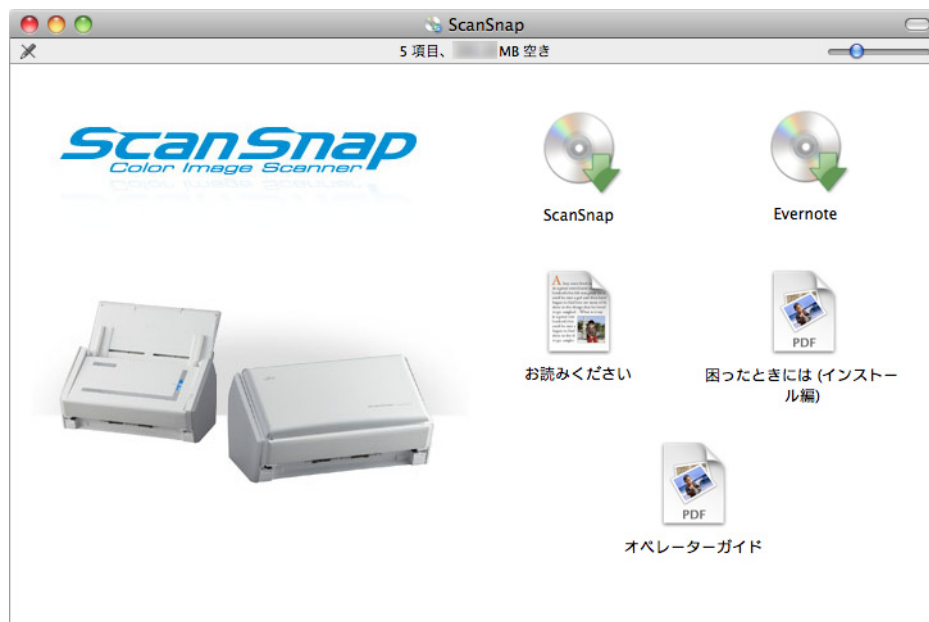 ScanSnap
5 項目、 MB 空き
ScanSnap
Color Image Scanner
ScanSnap
Evernote
お読みください
PDF
困ったときには (インストー
ル編)
PDF
オペレーターガイド